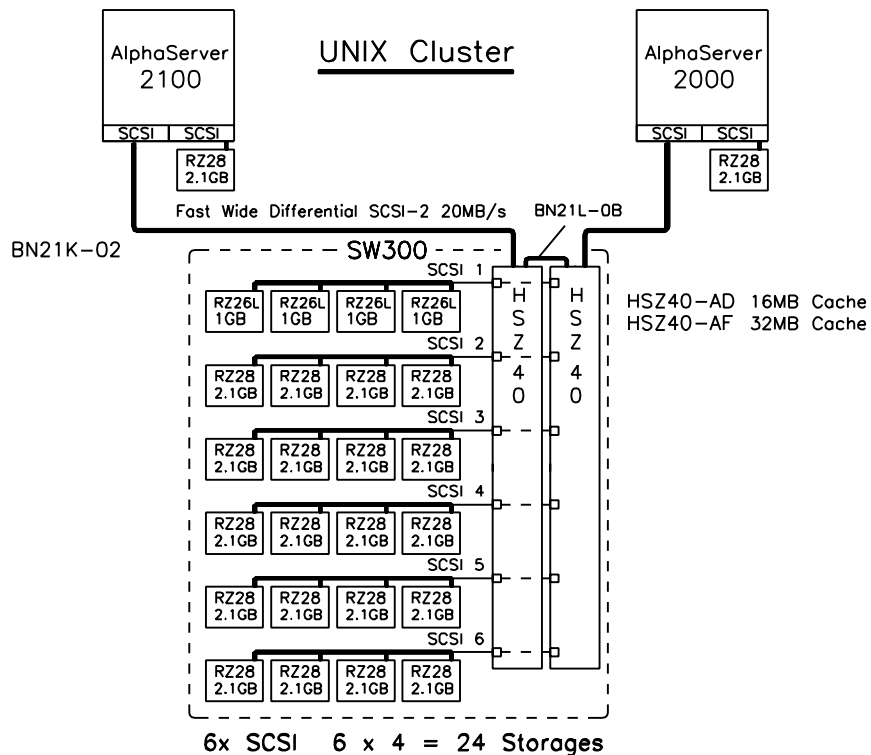 UNIX Cluster
AlphaServer
2100
SCSI SCSI
RZ28
2.1GB
AlphaServer
2000
SCSI SCSI
RZ28
2.1GB
Fast Wide Differential SCSI-2 20MB/s
BN21L-0B
BN21K-02
SW300
HSZ40
HSZ40
HSZ40-AD 16MB Cache
HSZ40-AF 32MB Cache
SCSI 1
RZ26L RZ26L RZ26L RZ26L
1GB 1GB 1GB 1GB
SCSI 2
RZ28 RZ28 RZ28 RZ28
2.1GB 2.1GB 2.1GB 2.1GB
SCSI 3
RZ28 RZ28 RZ28 RZ28
2.1GB 2.1GB 2.1GB 2.1GB
SCSI 4
RZ28 RZ28 RZ28 RZ28
2.1GB 2.1GB 2.1GB 2.1GB
SCSI 5
RZ28 RZ28 RZ28 RZ28
2.1GB 2.1GB 2.1GB 2.1GB
SCSI 6
RZ28 RZ28 RZ28 RZ28
2.1GB 2.1GB 2.1GB 2.1GB
6x SCSI 6 x 4 = 24 Storages